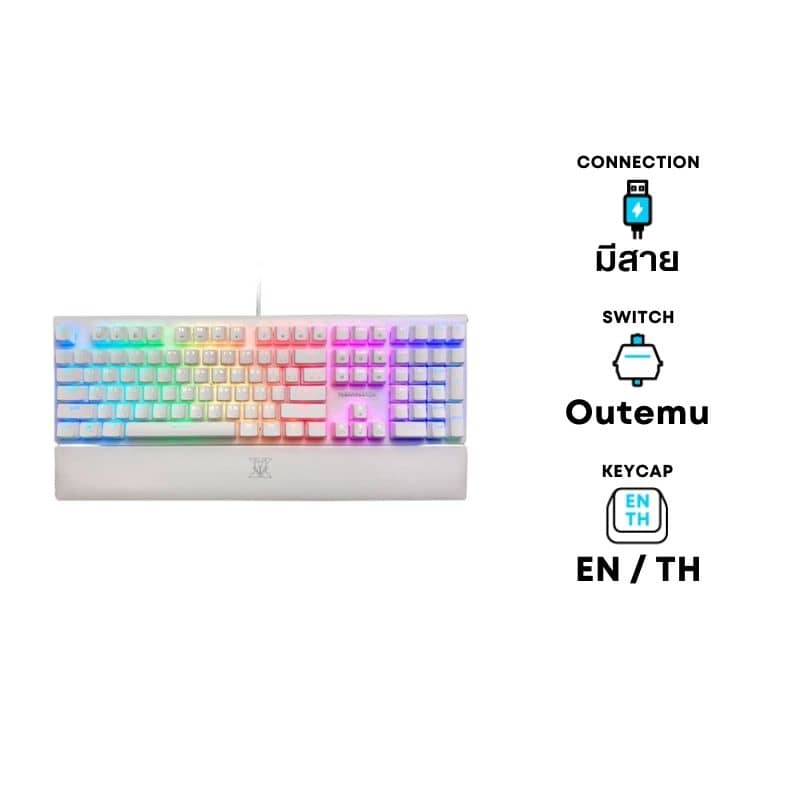 CONNECTION
มีสาย
SWITCH
Outemu
KEYCAP
EN
TH
EN / TH